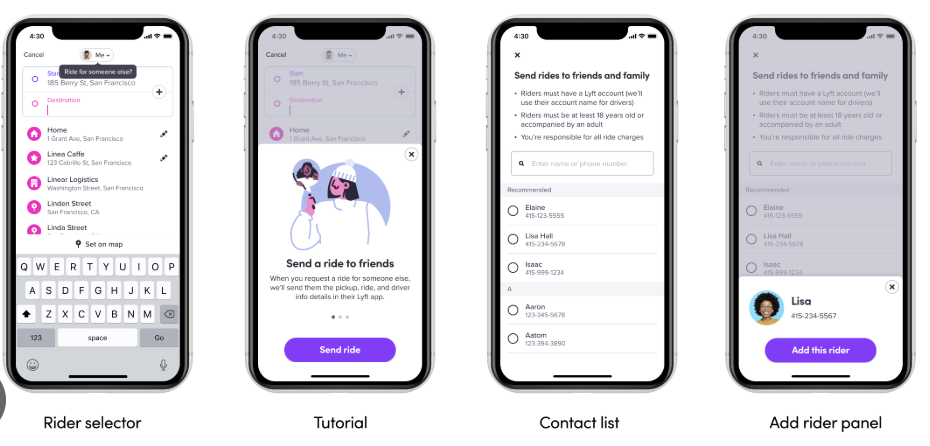 4:30
Cancel
Me
Ride for someone else?
Start
185 Berry St, San Francisco
Destination
Home
1 Grant Ave, San Francisco
Linea Caffe
123 Cabrillo St, San Francisco
Linear Logistics
Washington Street, San Francisco
Linden Street
San Francisco, CA
Linda Street
Set on map
Q W E R T Y U I O P
A S D F G H J K L
Z X C V B N M
123 space Go
Rider selector
4:30
Cancel
Me
Start
185 Berry St, San Francisco
Destination
Home
1 Grant Ave, San Francisco
Send a ride to friends
When you request a ride for someone else,
we'll send them the pickup, ride, and driver
info details in their Lyft app.
Send ride
Tutorial
4:30
Send rides to friends and family
• Riders must have a Lyft account (we'll
use their account name for drivers)
• Riders must be at least 18 years old or
accompanied by an adult
• You're responsible for all ride charges
Enter name or phone number
Recommended
Elaine
415-123-5555
Lisa Hall
415-234-5678
Isaac
415-999-1234
A
Aaron
123-345-5678
Aatom
123-394-3890
Contact list
4:30
Send rides to friends and family
• Riders must have a Lyft account (we'll
use their account name for drivers)
• Riders must be at least 18 years old or
accompanied by an adult
• You're responsible for all ride charges
Enter name or phone number
Recommended
Elaine
415-123-5555
Lisa Hall
415-234-5678
Isaac
415-999-1234
Lisa
415-234-5567
Add this rider
Add rider panel